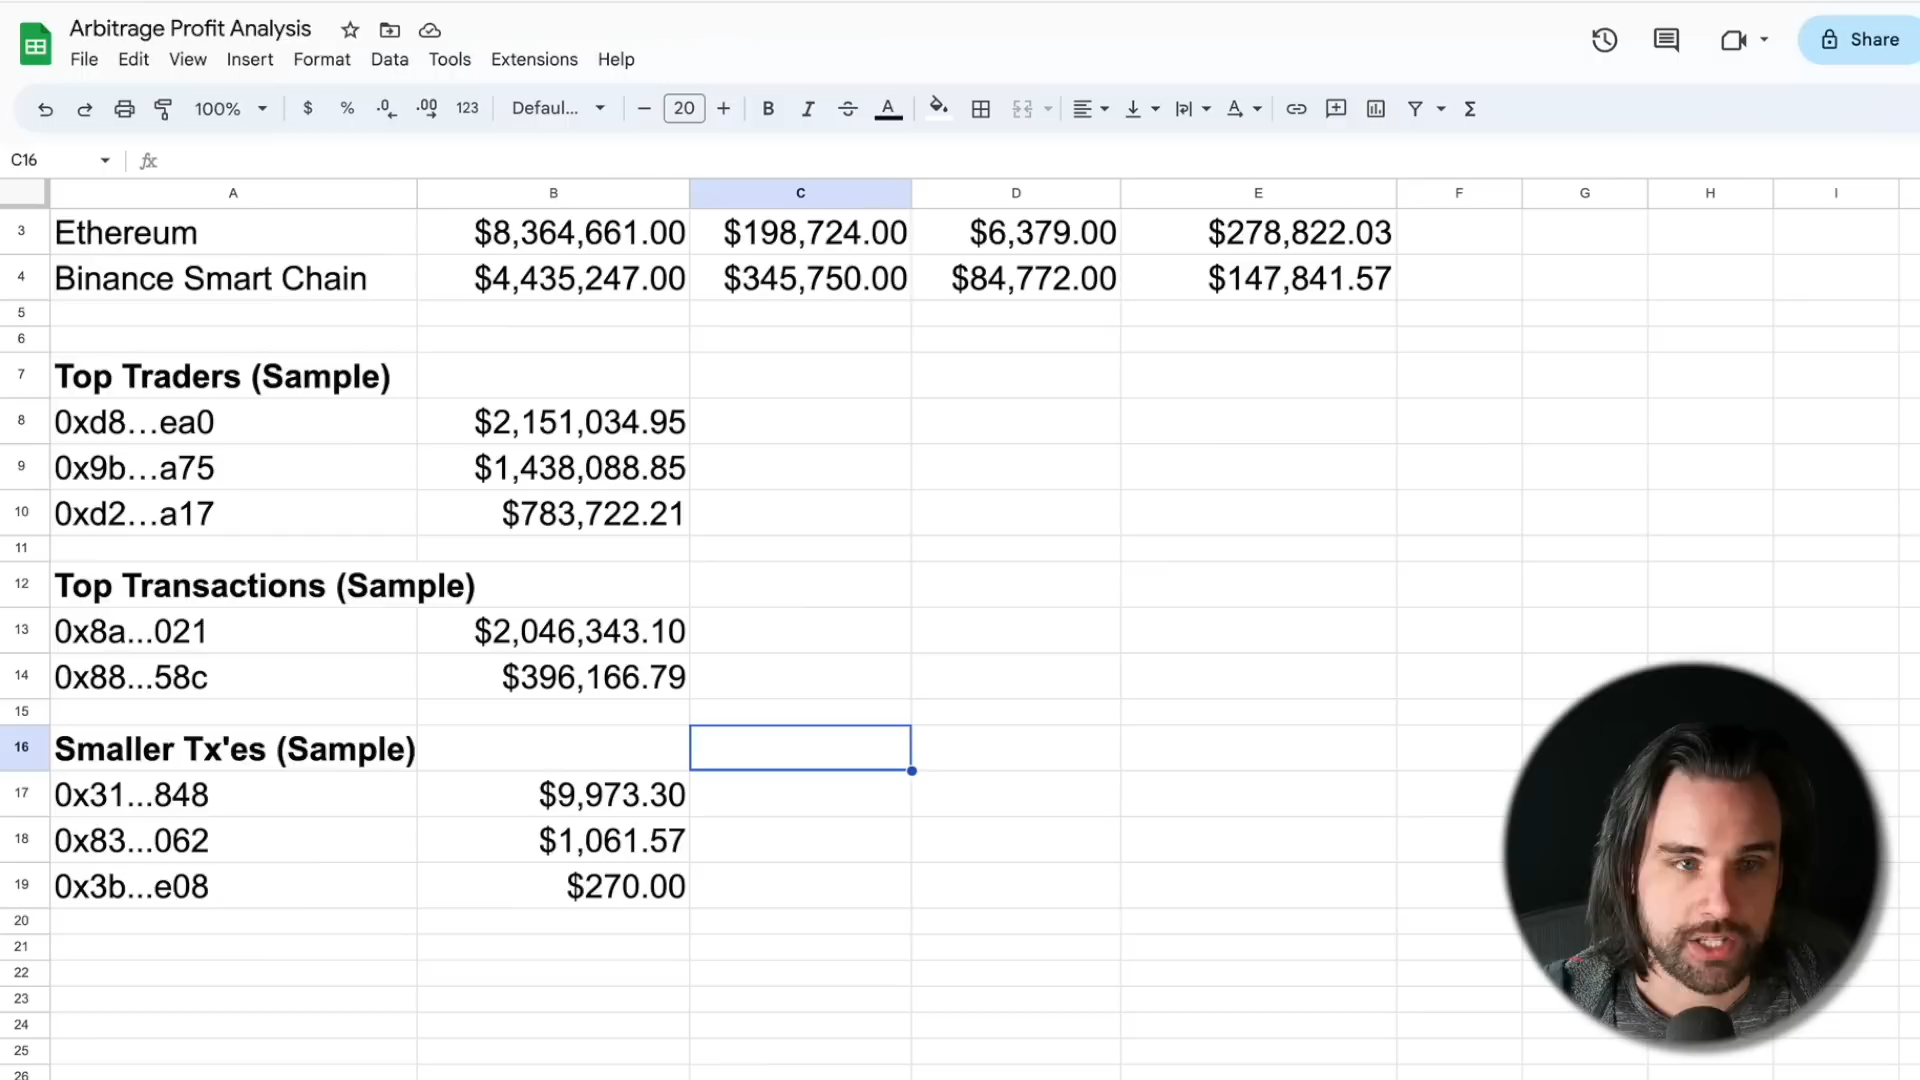 Arbitrage Profit Analysis
File Edit View Insert Format Data Tools Extensions Help
Share
100% $ % .0 .00 123 Defaul... 20 B I A Σ
C16 fx
A B C D E F G H I
3 Ethereum $8,364,661.00 $198,724.00 $6,379.00 $278,822.03
4 Binance Smart Chain $4,435,247.00 $345,750.00 $84,772.00 $147,841.57
5
6
7 Top Traders (Sample)
8 0xd8...ea0 $2,151,034.95
9 0x9b...a75 $1,438,088.85
10 0xd2...a17 $783,722.21
11
12 Top Transactions (Sample)
13 0x8a...021 $2,046,343.10
14 0x88...58c $396,166.79
15
16 Smaller Tx'es (Sample)
17 0x31...848 $9,973.30
18 0x83...062 $1,061.57
19 0x3b...e08 $270.00
20
21
22
23
24
25
26